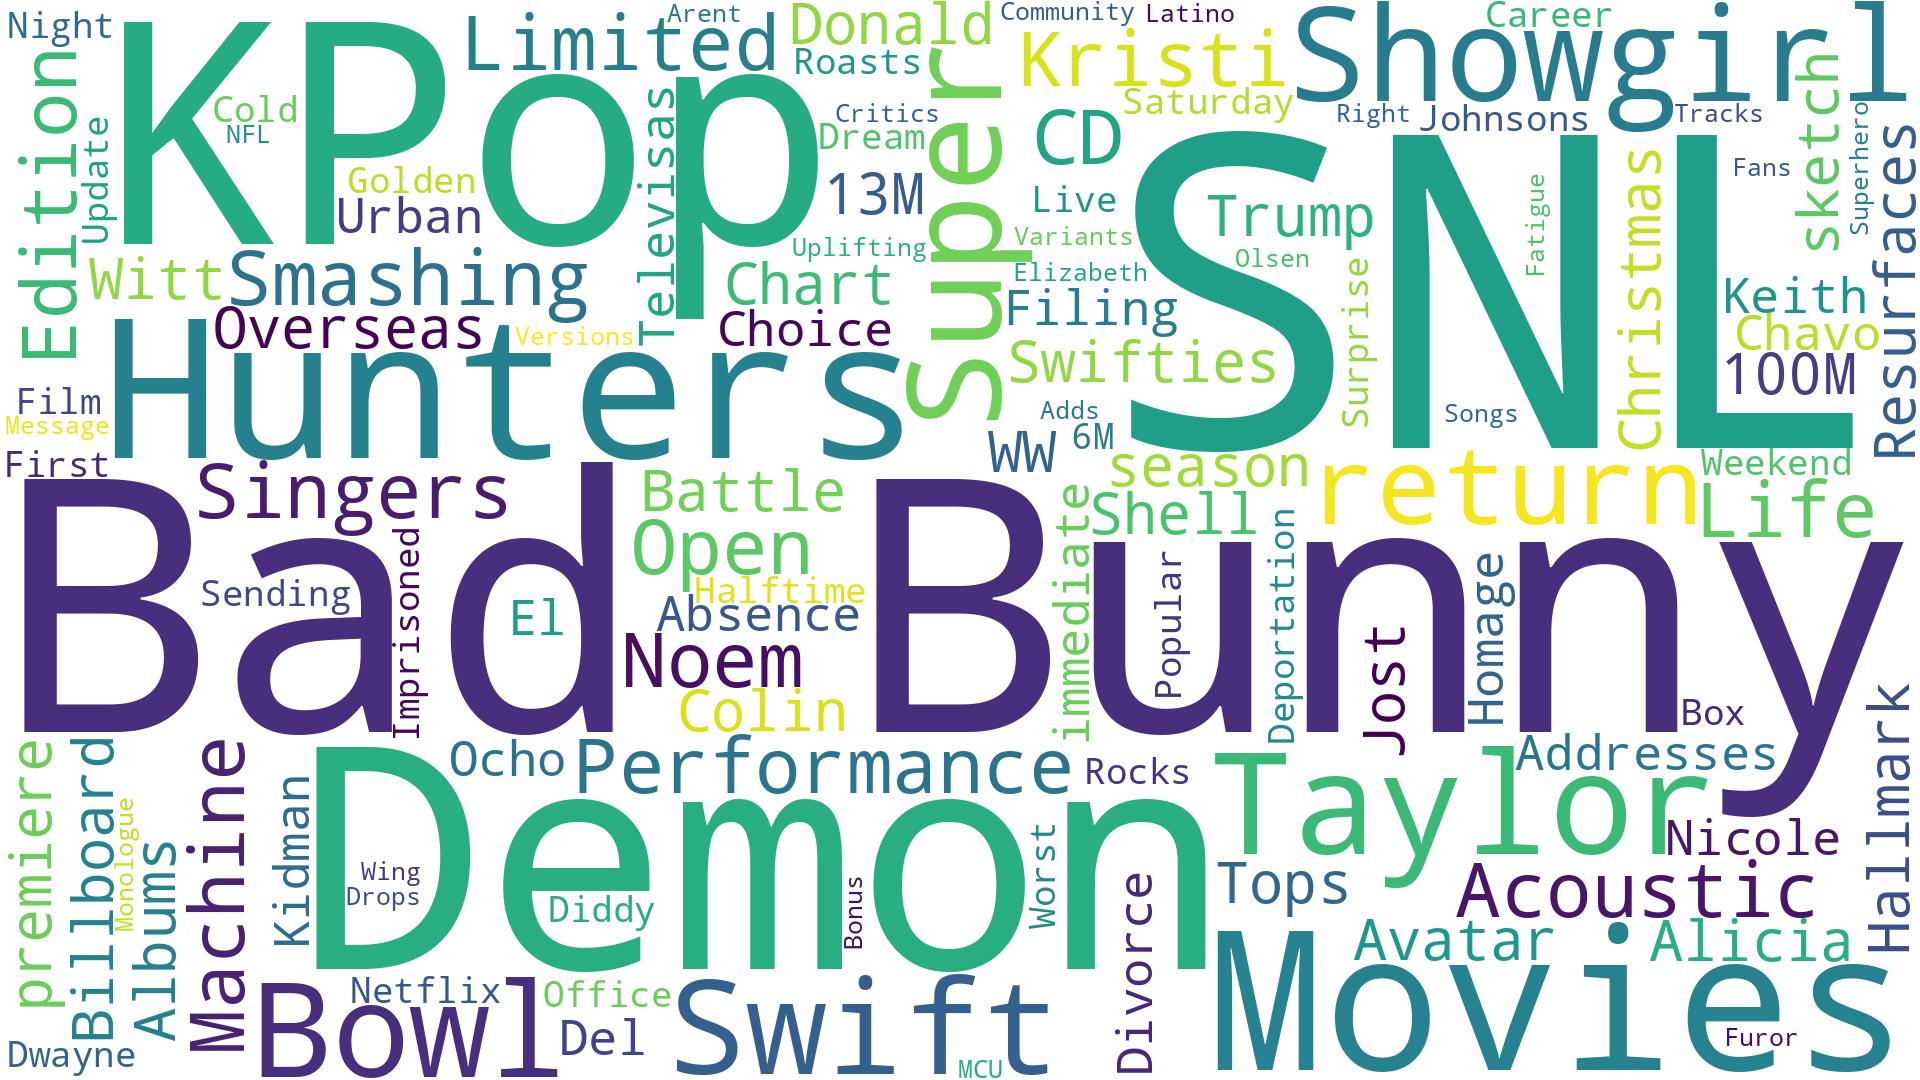 Night
KPop
Limited
Arent
Donald
Community
Latino
Career
Showgirl
Roasts
Kristi
Saturday
Edition
Update
Cold
NFL
Televisas
Critics
Dream
Super
CD
Right
Johnsons
Tracks
sketch
Superhero
Resurfaces
Golden
Urban
13M
Live
SNL
Trump
Fatigue
Christmas
Fans
Uplifting
Variants
Olsen
Witt
Smashing
Chart
Elizabeth
Filing
Surprise
Keith
Overseas
Versions
Choice
Chavo
Hunters
Swifties
100M
Film
Message
Adds
6M
Songs
First
WW
season
return
Weekend
Singers
Battle
Shell
Life
Bad Bunny
Imprisoned
Open
immediate
Popular
Deportation
Homage
Sending
El
Halftime
Absence
Noem
Jost
Colin
Box
Hallmark
premiere
Billboard
Machine
Ocho
Performance
Rocks
Taylor
Addresses
Monologue
Albums
Kidman
Demon
Worst
Nicole
Wing
Drops
Diddy
Bonus
Divorce
Tops
Acoustic
Avatar
Alicia
Netflix
Office
Bowl
Swift
Movies
Del
Furor
Dwayne
MCU